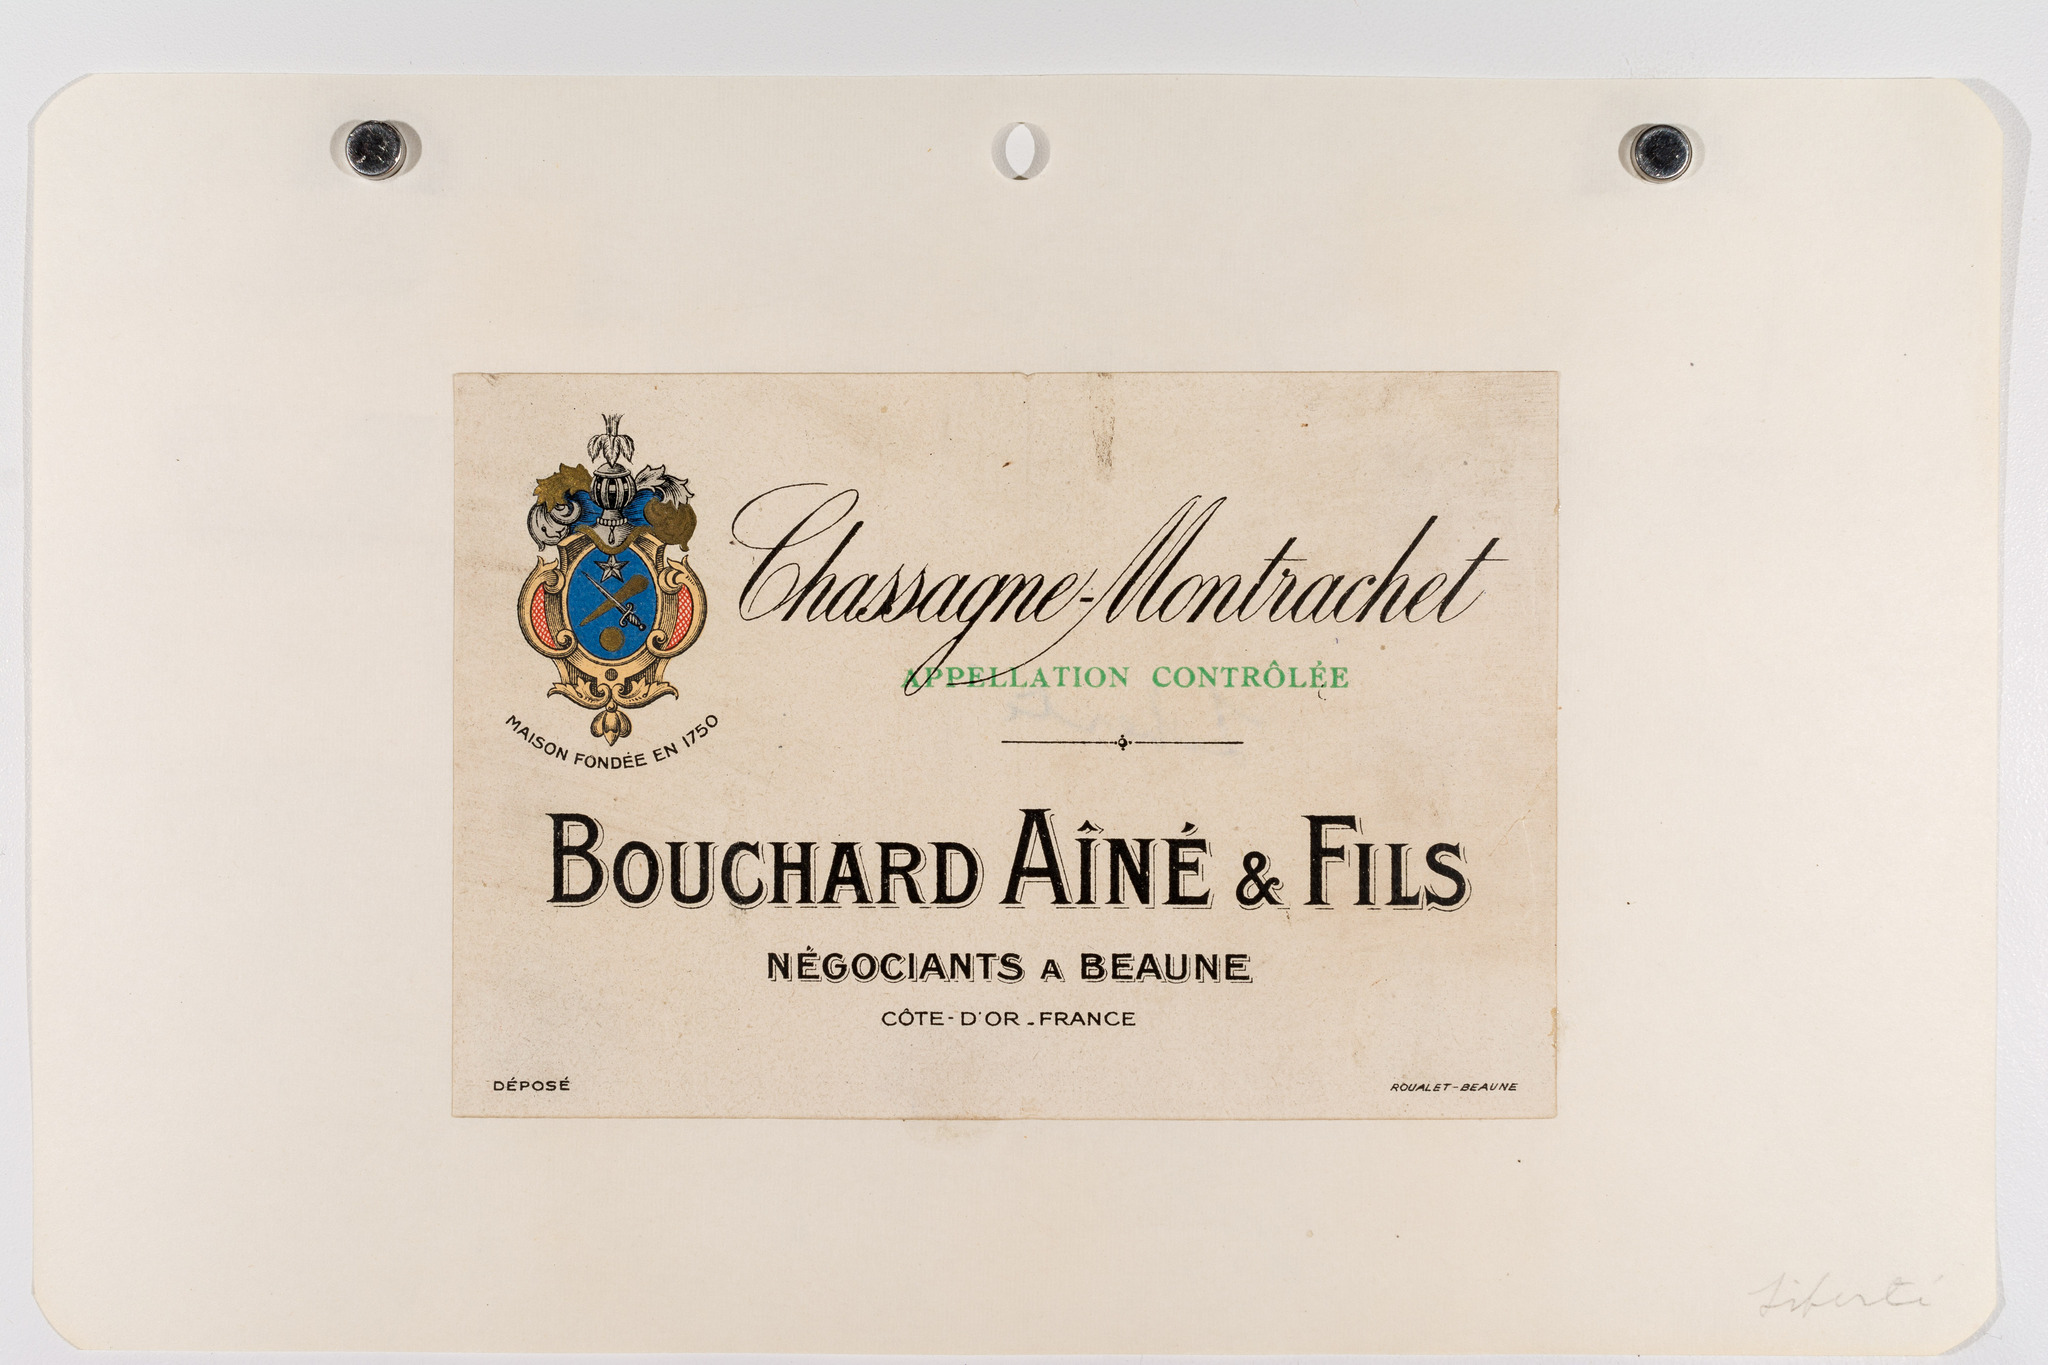 Chassagne-Montrachet
APPELLATION CONTRÔLÉE
MAISON FONDÉE EN 1750
BOUCHARD AÎNÉ & FILS
NÉGOCIANTS A BEAUNE
CÔTE-D'OR-FRANCE
DÉPOSÉ
ROUALET-BEAUNE
Liberté